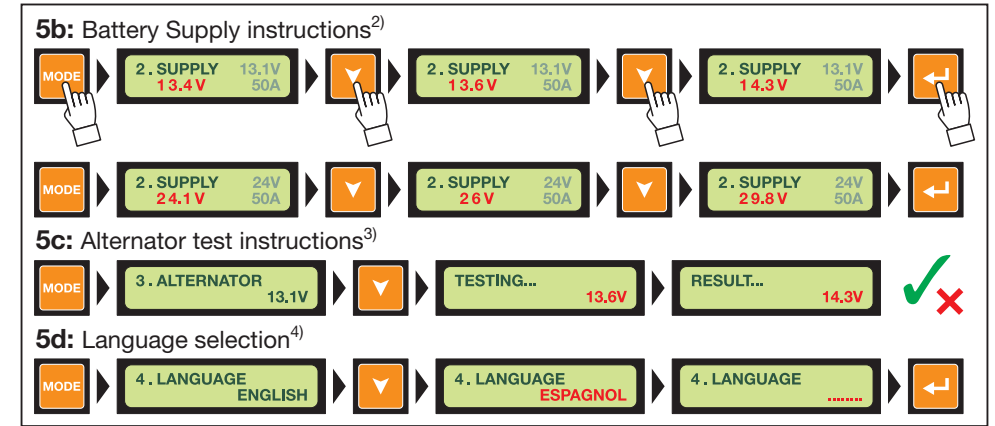 5b: Battery Supply instructions2)
MODE 2. SUPPLY 13.1V 2. SUPPLY 13.1V 2. SUPPLY 13.1V
13.4V 50A 13.6V 50A 14.3V 50A
MODE 2. SUPPLY 24V 2. SUPPLY 24V 2. SUPPLY 24V
24.1V 50A 26V 50A 29.8V 50A
5c: Alternator test instructions3)
MODE 3. ALTERNATOR TESTING... RESULT...
13.1V 13.6V 14.3V
5d: Language selection4)
MODE 4. LANGUAGE 4. LANGUAGE 4. LANGUAGE
ENGLISH ESPAGNOL ........